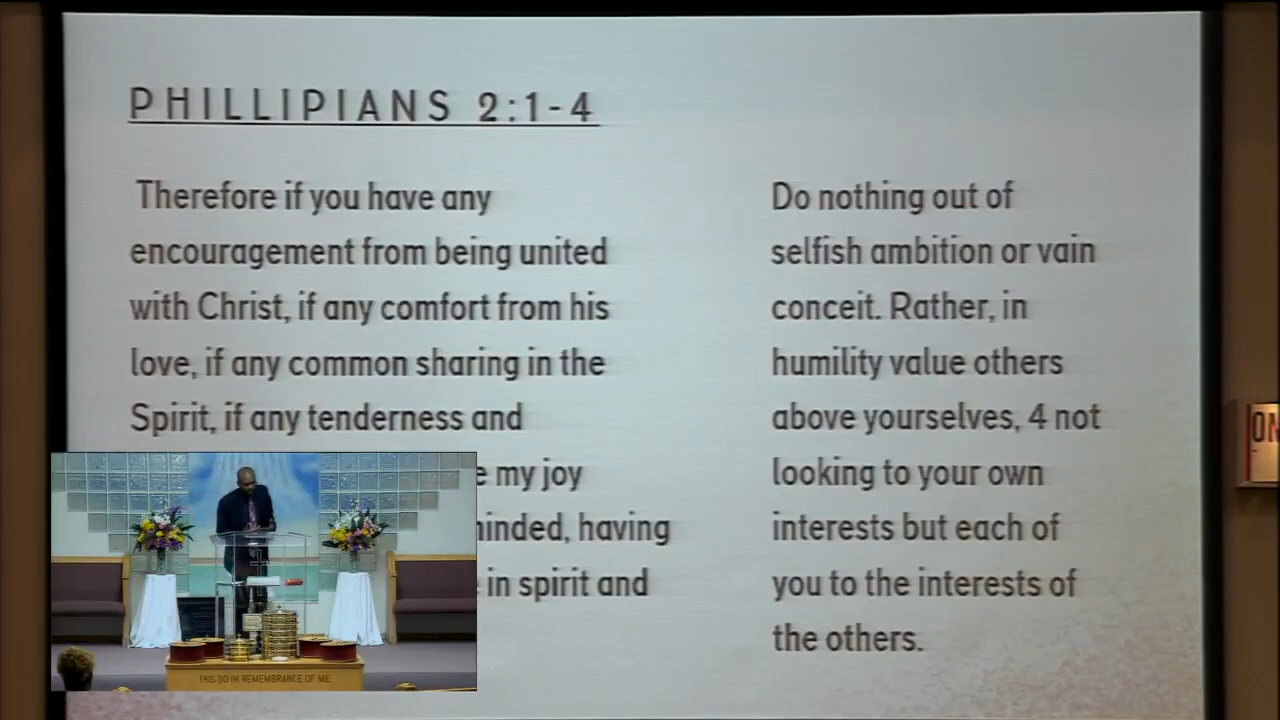 PHILLIPIANS 2:1-4
Therefore if you have any
encouragement from being united
with Christ, if any comfort from his
love, if any common sharing in the
Spirit, if any tenderness and
my joy
having
in spirit and
Do nothing out of
selfish ambition or vain
conceit. Rather, in
humility value others
above yourselves, 4 not
looking to your own
interests but each of
you to the interests of
the others.
THIS DO IN REMEMBRANCE OF ME